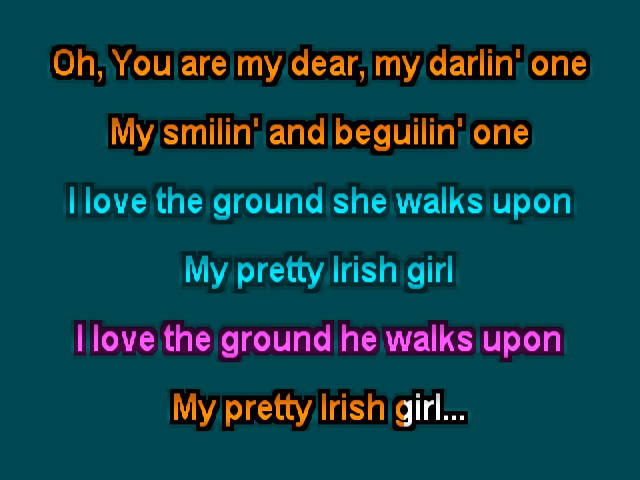 Oh, You are my dear, my darlin' one
My smilin' and beguilin' one
I love the ground she walks upon
My pretty Irish girl
I love the ground he walks upon
My pretty Irish girl...